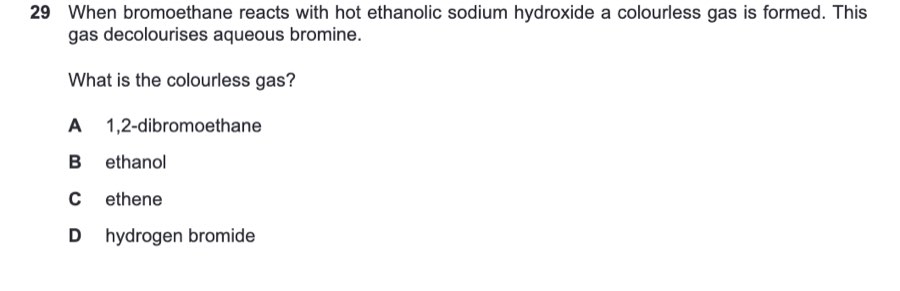 29 When bromoethane reacts with hot ethanolic sodium hydroxide a colourless gas is formed. This
gas decolourises aqueous bromine.
What is the colourless gas?
A 1,2-dibromoethane
B ethanol
C ethene
D hydrogen bromide